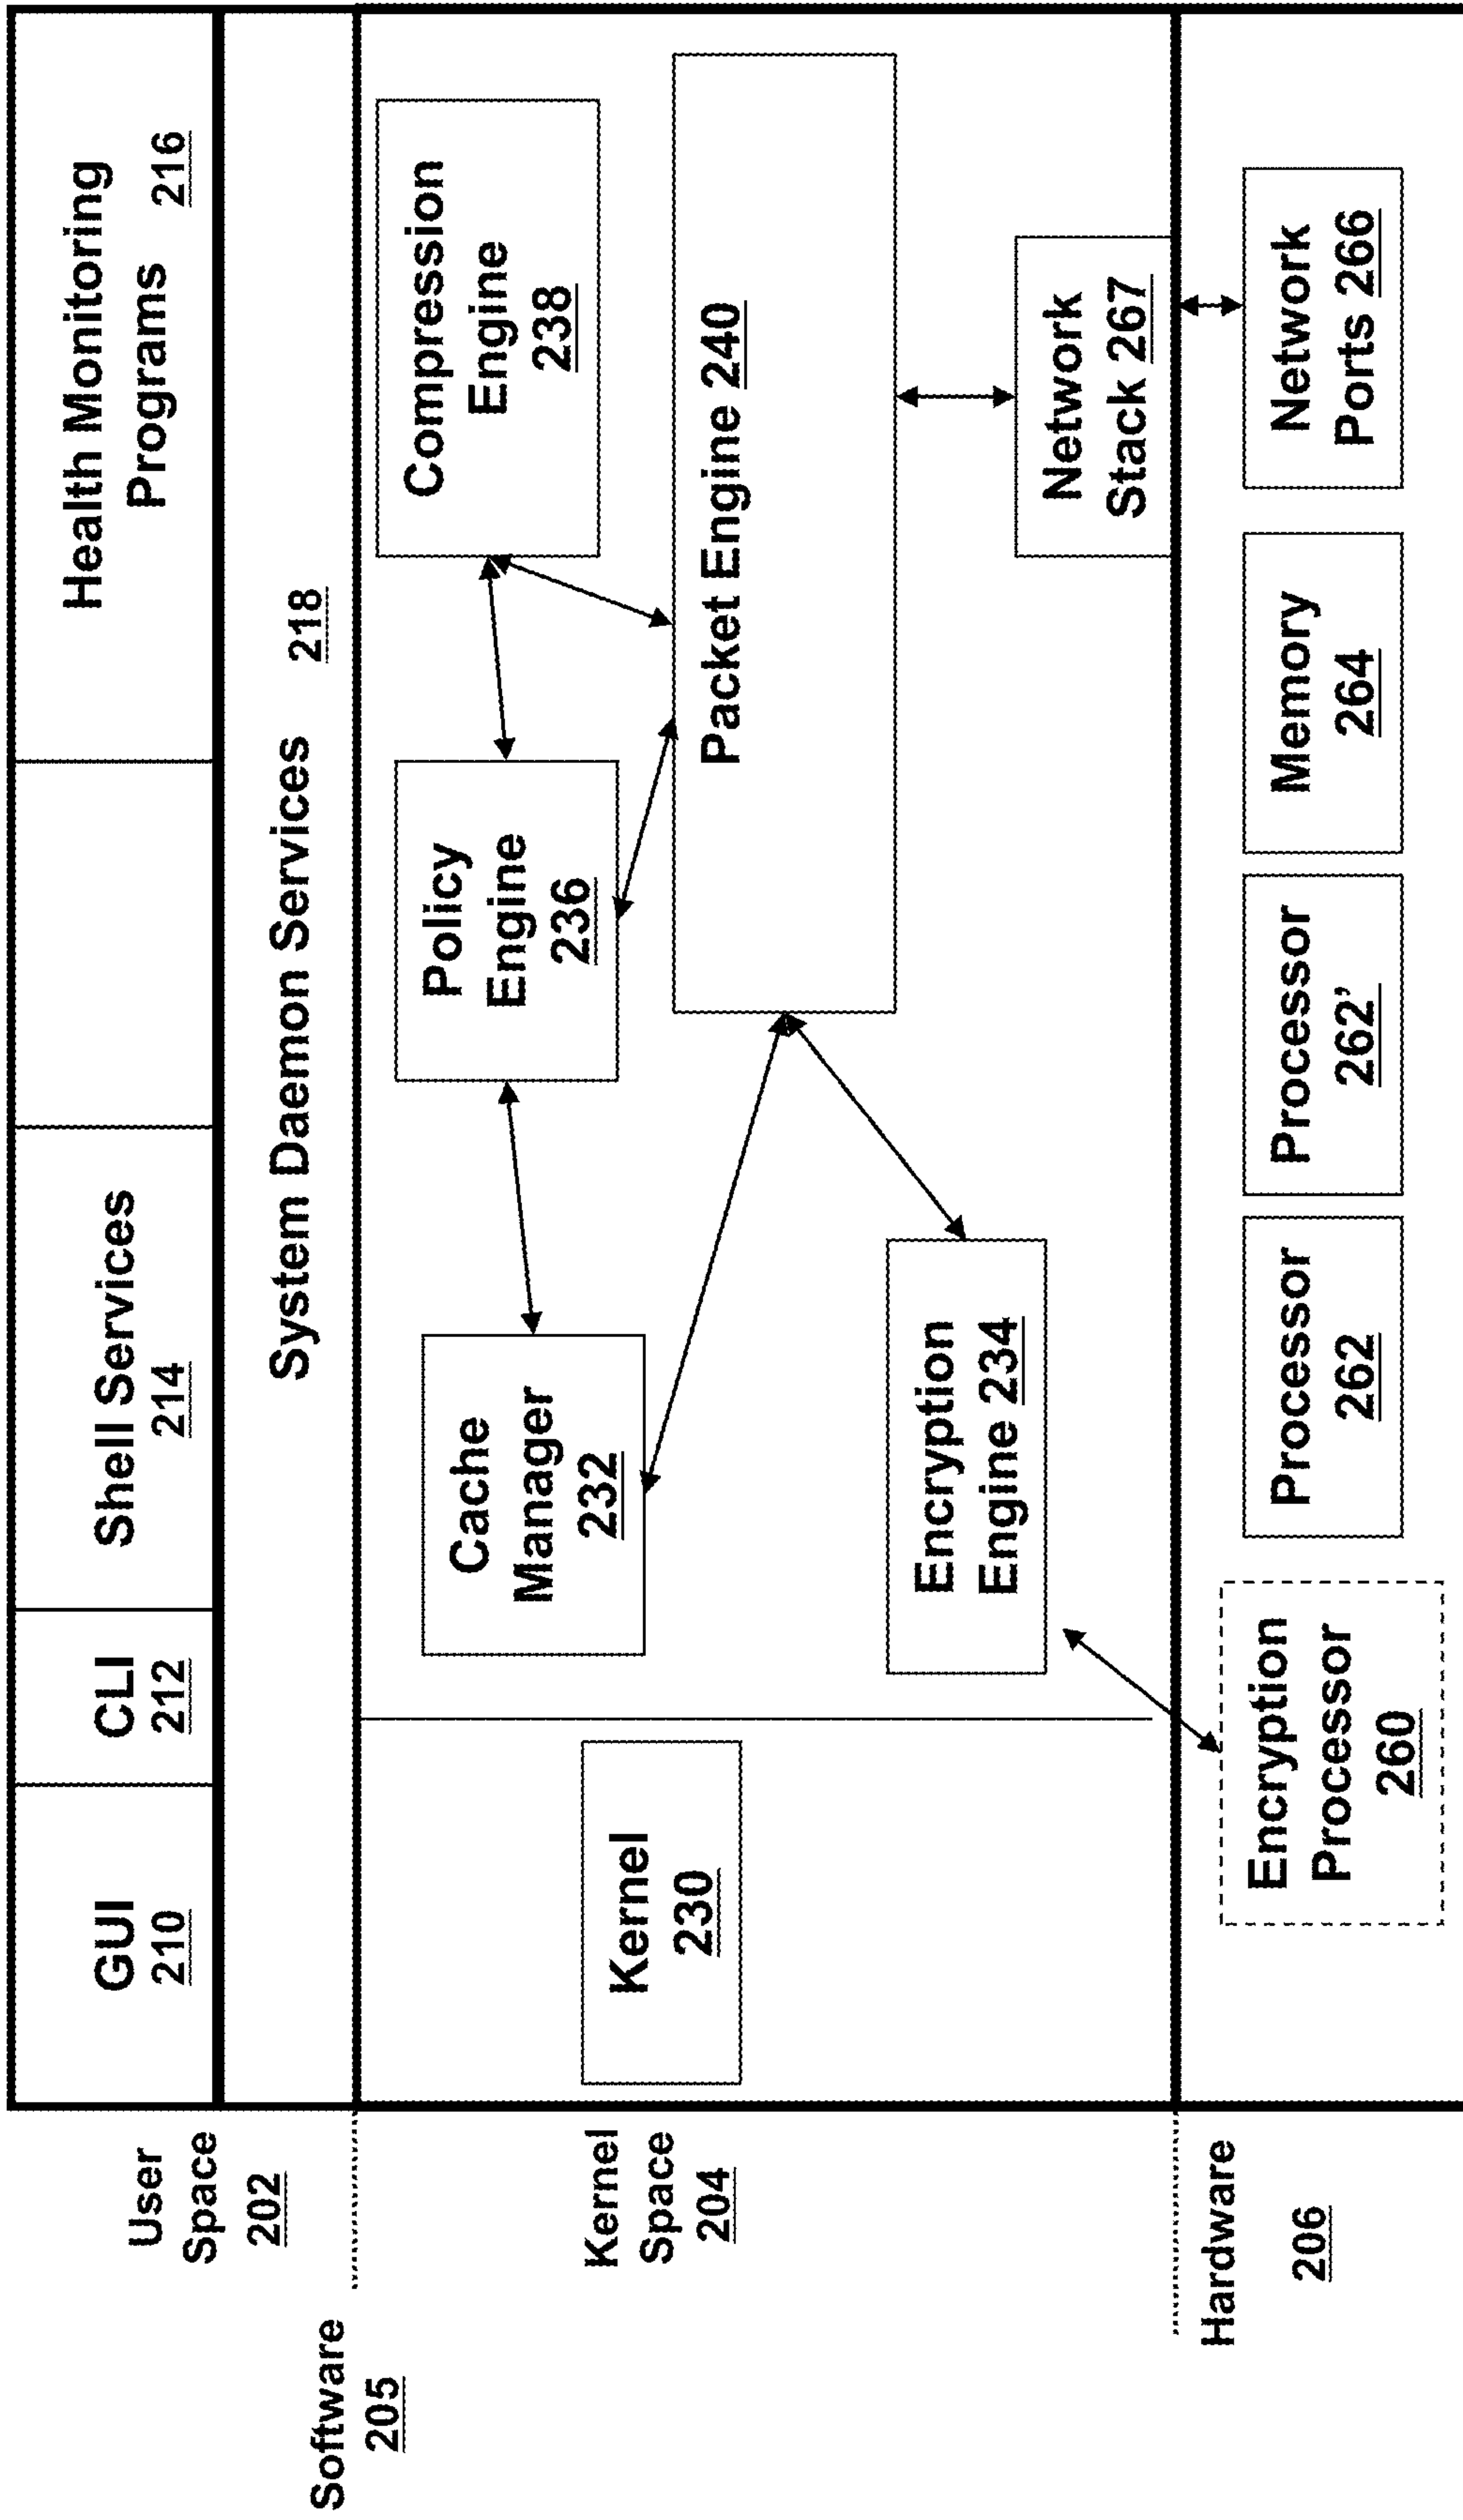 GUI
210
CLI
212
Shell Services
214
Health Monitoring
Programs 216
User
Space
202
System Daemon Services 218
Software
205
Kernel
Space
204
Kernel
230
Cache
Manager
232
Policy
Engine
236
Compression
Engine
238
Packet Engine 240
Encryption
Engine 234
Network
Stack 267
Hardware
206
Encryption
Processor
260
Processor
262
Processor
262’
Memory
264
Network
Ports 266